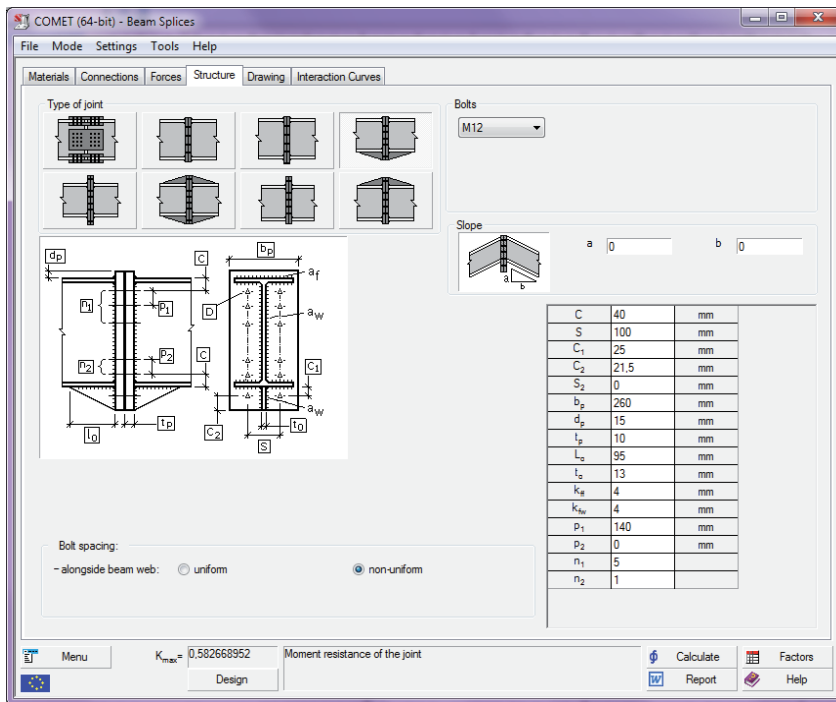 COMET (64-bit) - Beam Splices
File Mode Settings Tools Help
Materials Connections Forces Structure Drawing Interaction Curves
Type of joint
Bolts
M12
Slope
a 0 b 0
a
b
dp C bp af
n1 p1 D aw
n2 p2 C C1
aw
l0 tp C2 t0
S
C 40 mm
S 100 mm
C1 25 mm
C2 21,5 mm
S2 0 mm
bp 260 mm
dp 15 mm
tp 10 mm
Lo 95 mm
to 13 mm
kff 4 mm
kfw 4 mm
P1 140 mm
P2 0 mm
n1 5
n2 1
Bolt spacing:
– alongside beam web: uniform non-uniform
Menu Kmax= 0,582668952 Moment resistance of the joint Calculate Factors
Design Report Help